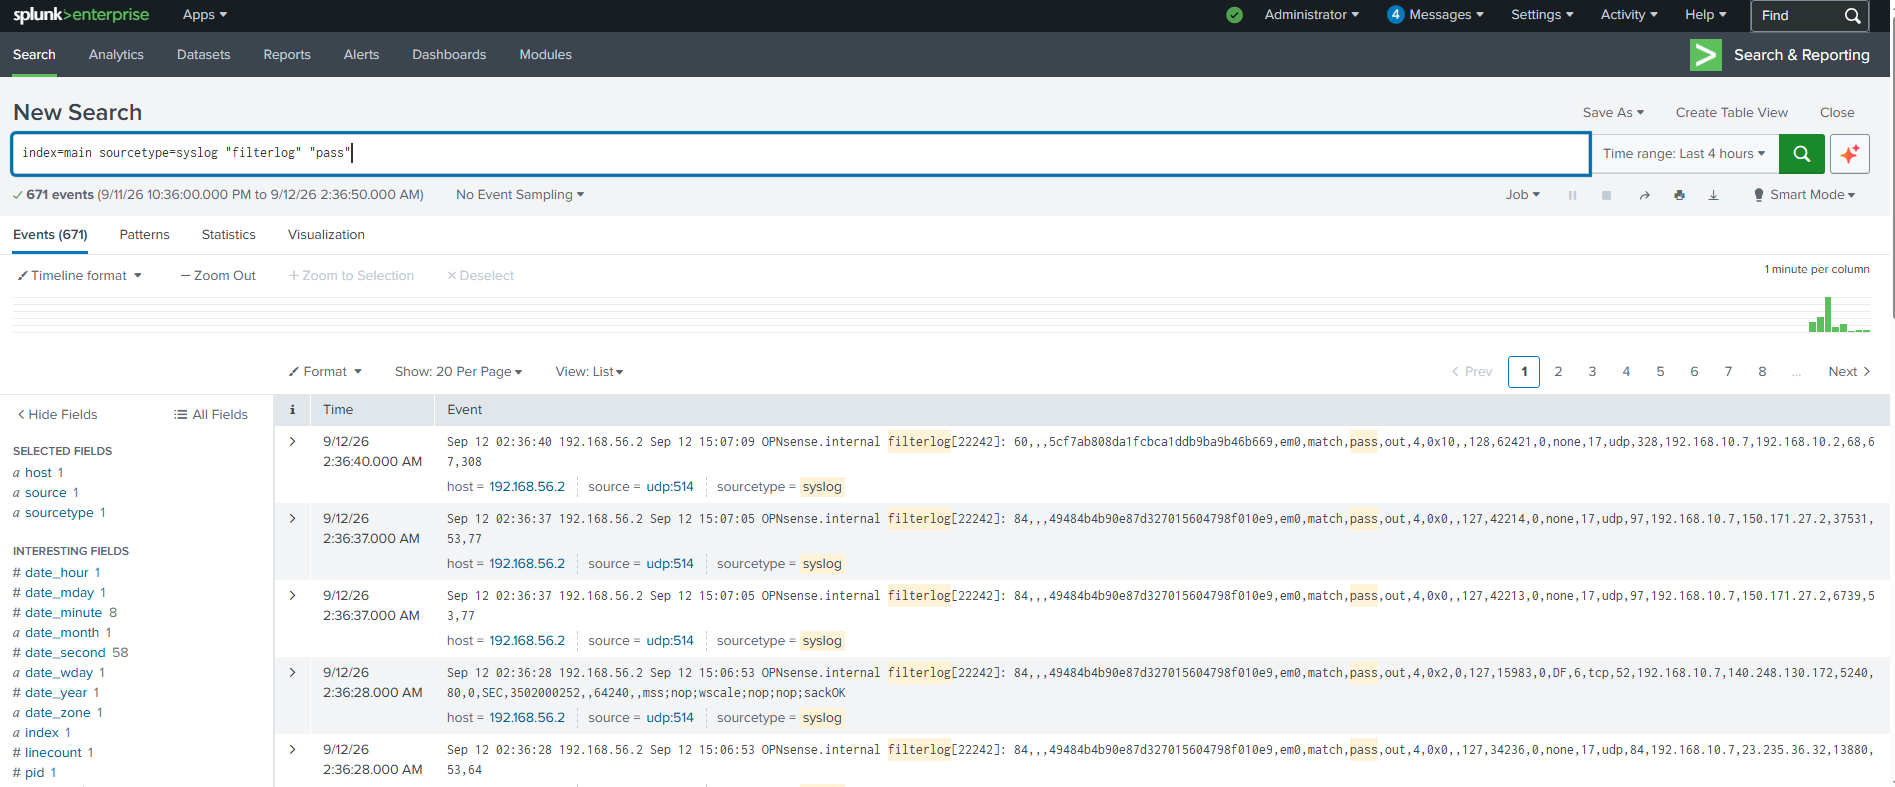 splunk>enterprise Apps Administrator 4 Messages Settings Activity Help Find
Search Analytics Datasets Reports Alerts Dashboards Modules > Search & Reporting
New Search Save As Create Table View Close
index=main sourcetype=syslog "filterlog" "pass" Time range: Last 4 hours
671 events (9/11/26 10:36:00.000 PM to 9/12/26 2:36:50.000 AM) No Event Sampling Job Smart Mode
Events (671) Patterns Statistics Visualization
Timeline format — Zoom Out + Zoom to Selection × Deselect 1 minute per column
Format Show: 20 Per Page View: List < Prev 1 2 3 4 5 6 7 8 ... Next >
< Hide Fields All Fields
SELECTED FIELDS
a host 1
a source 1
a sourcetype 1
INTERESTING FIELDS
# date_hour 1
# date_mday 1
# date_minute 8
a date_month 1
# date_second 58
a date_wday 1
# date_year 1
a date_zone 1
a index 1
# linecount 1
# pid 1
i Time Event
> 9/12/26 2:36:40.000 AM
Sep 12 02:36:40 192.168.56.2 Sep 12 15:07:09 OPNsense.internal filterlog[22242]: 60,,,5cf7ab808da1fcbca1ddb9ba9b46b669,em0,match,pass,out,4,0x10,,128,62421,0,none,17,udp,328,192.168.10.7,192.168.10.2,68,6
7,308
host = 192.168.56.2 source = udp:514 sourcetype = syslog
> 9/12/26 2:36:37.000 AM
Sep 12 02:36:37 192.168.56.2 Sep 12 15:07:05 OPNsense.internal filterlog[22242]: 84,,,49484b4b90e87d327015604798f010e9,em0,match,pass,out,4,0x0,,127,42214,0,none,17,udp,97,192.168.10.7,150.171.27.2,37531,
53,77
host = 192.168.56.2 source = udp:514 sourcetype = syslog
> 9/12/26 2:36:37.000 AM
Sep 12 02:36:37 192.168.56.2 Sep 12 15:07:05 OPNsense.internal filterlog[22242]: 84,,,49484b4b90e87d327015604798f010e9,em0,match,pass,out,4,0x0,,127,42213,0,none,17,udp,97,192.168.10.7,150.171.27.2,6739,5
3,77
host = 192.168.56.2 source = udp:514 sourcetype = syslog
> 9/12/26 2:36:28.000 AM
Sep 12 02:36:28 192.168.56.2 Sep 12 15:06:53 OPNsense.internal filterlog[22242]: 84,,,49484b4b90e87d327015604798f010e9,em0,match,pass,out,4,0x2,0,127,15983,0,DF,6,tcp,52,192.168.10.7,140.248.130.172,5240,
80,0,SEC,3502000252,,64240,,mss;nop;wscale;nop;nop;sackOK
host = 192.168.56.2 source = udp:514 sourcetype = syslog
> 9/12/26 2:36:28.000 AM
Sep 12 02:36:28 192.168.56.2 Sep 12 15:06:53 OPNsense.internal filterlog[22242]: 84,,,49484b4b90e87d327015604798f010e9,em0,match,pass,out,4,0x0,,127,34236,0,none,17,udp,84,192.168.10.7,23.235.36.32,13880
,53,64